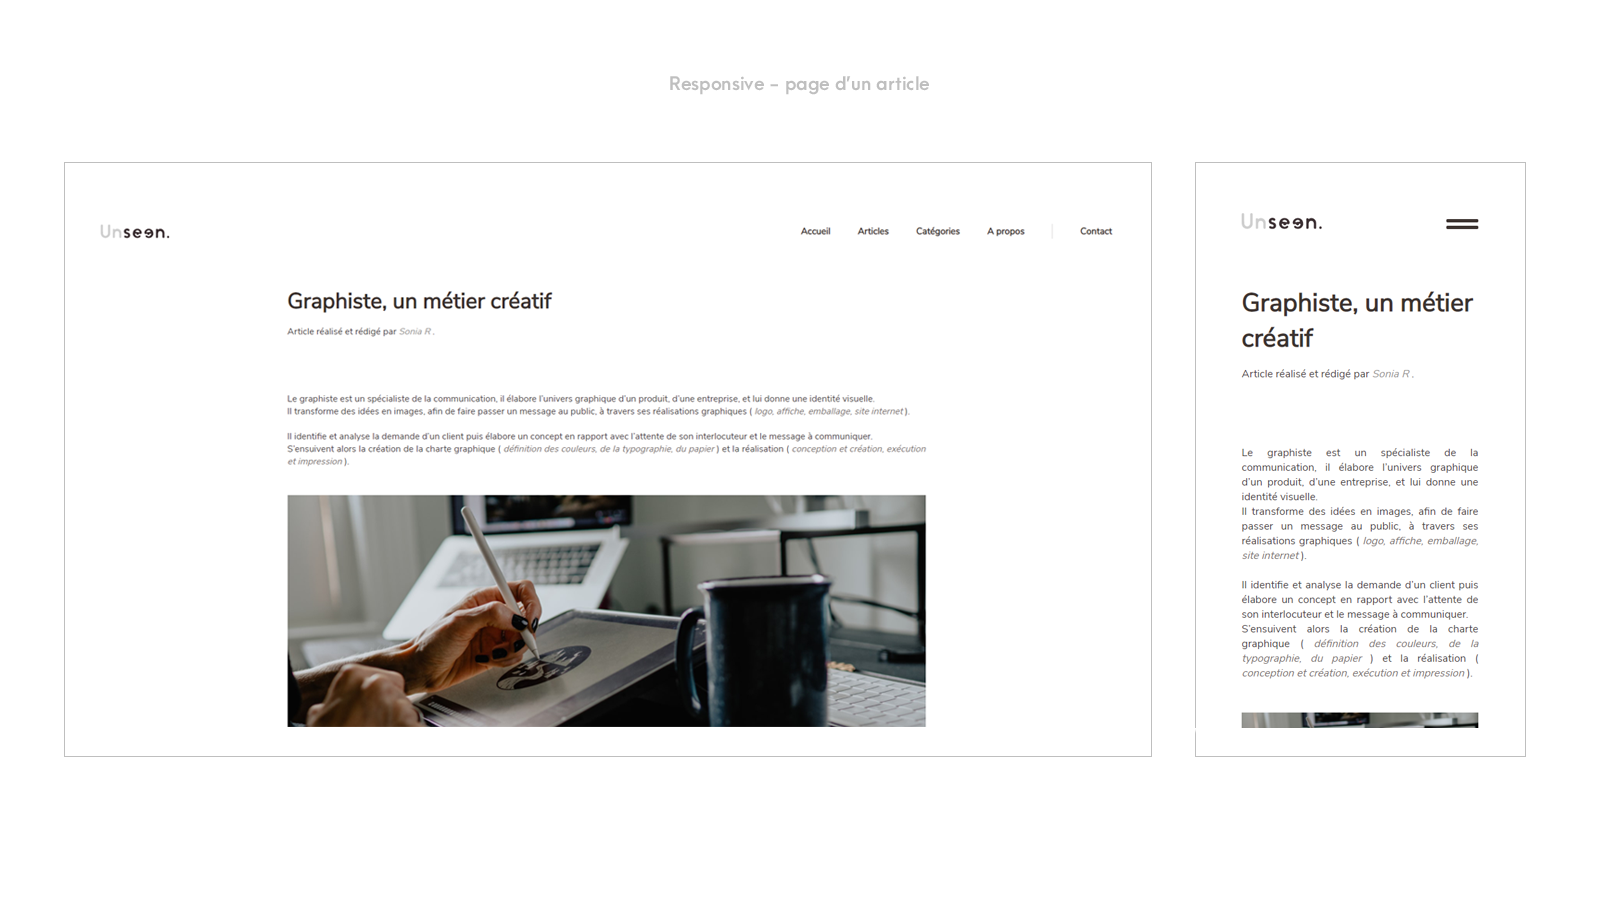 Responsive - page d'un article
Unseen.
Accueil Articles Catégories A propos Contact
Graphiste, un métier créatif
Article réalisé et rédigé par Sonia R .
Le graphiste est un spécialiste de la communication, il élabore l'univers graphique d'un produit, d'une entreprise, et lui donne une identité visuelle.
Il transforme des idées en images, afin de faire passer un message au public, à travers ses réalisations graphiques ( logo, affiche, emballage, site internet ).
Il identifie et analyse la demande d'un client puis élabore un concept en rapport avec l'attente de son interlocuteur et le message à communiquer.
S'ensuivent alors la création de la charte graphique ( définition des couleurs, de la typographie, du papier ) et la réalisation ( conception et création, exécution
et impression ).
Unseen.
Graphiste, un métier
créatif
Article réalisé et rédigé par Sonia R .
Le graphiste est un spécialiste de la
communication, il élabore l'univers graphique
d'un produit, d'une entreprise, et lui donne une
identité visuelle.
Il transforme des idées en images, afin de faire
passer un message au public, à travers ses
réalisations graphiques ( logo, affiche, emballage,
site internet ).
Il identifie et analyse la demande d'un client puis
élabore un concept en rapport avec l'attente de
son interlocuteur et le message à communiquer.
S'ensuivent alors la création de la charte
graphique ( définition des couleurs, de la
typographie, du papier ) et la réalisation (
conception et création, exécution et impression ).